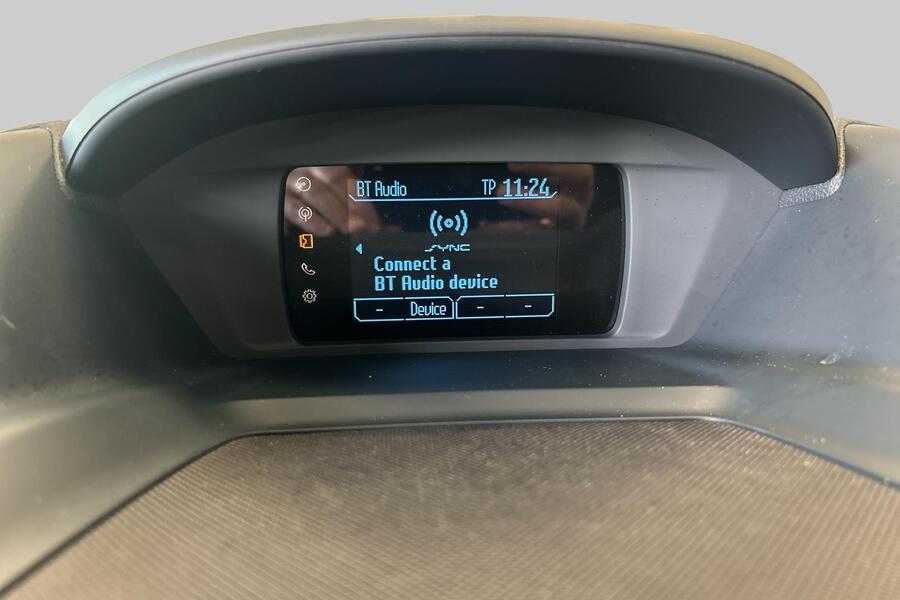 BT Audio TP 11:24
SYNC
Connect a
BT Audio device
- Device - -